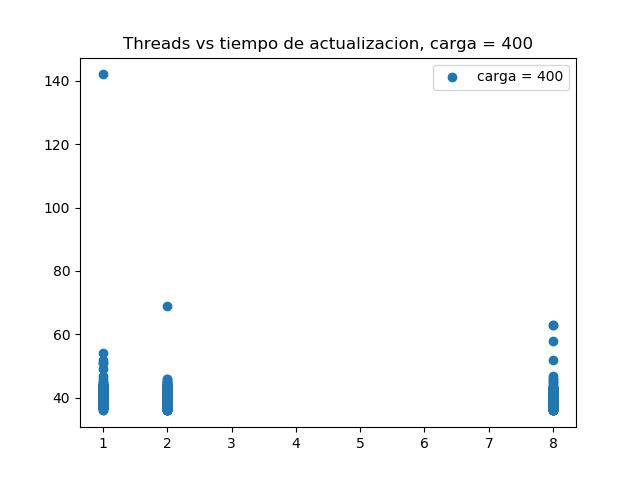 Threads vs tiempo de actualizacion, carga = 400
carga = 400
140
120
100
80
60
40
1 2 3 4 5 6 7 8